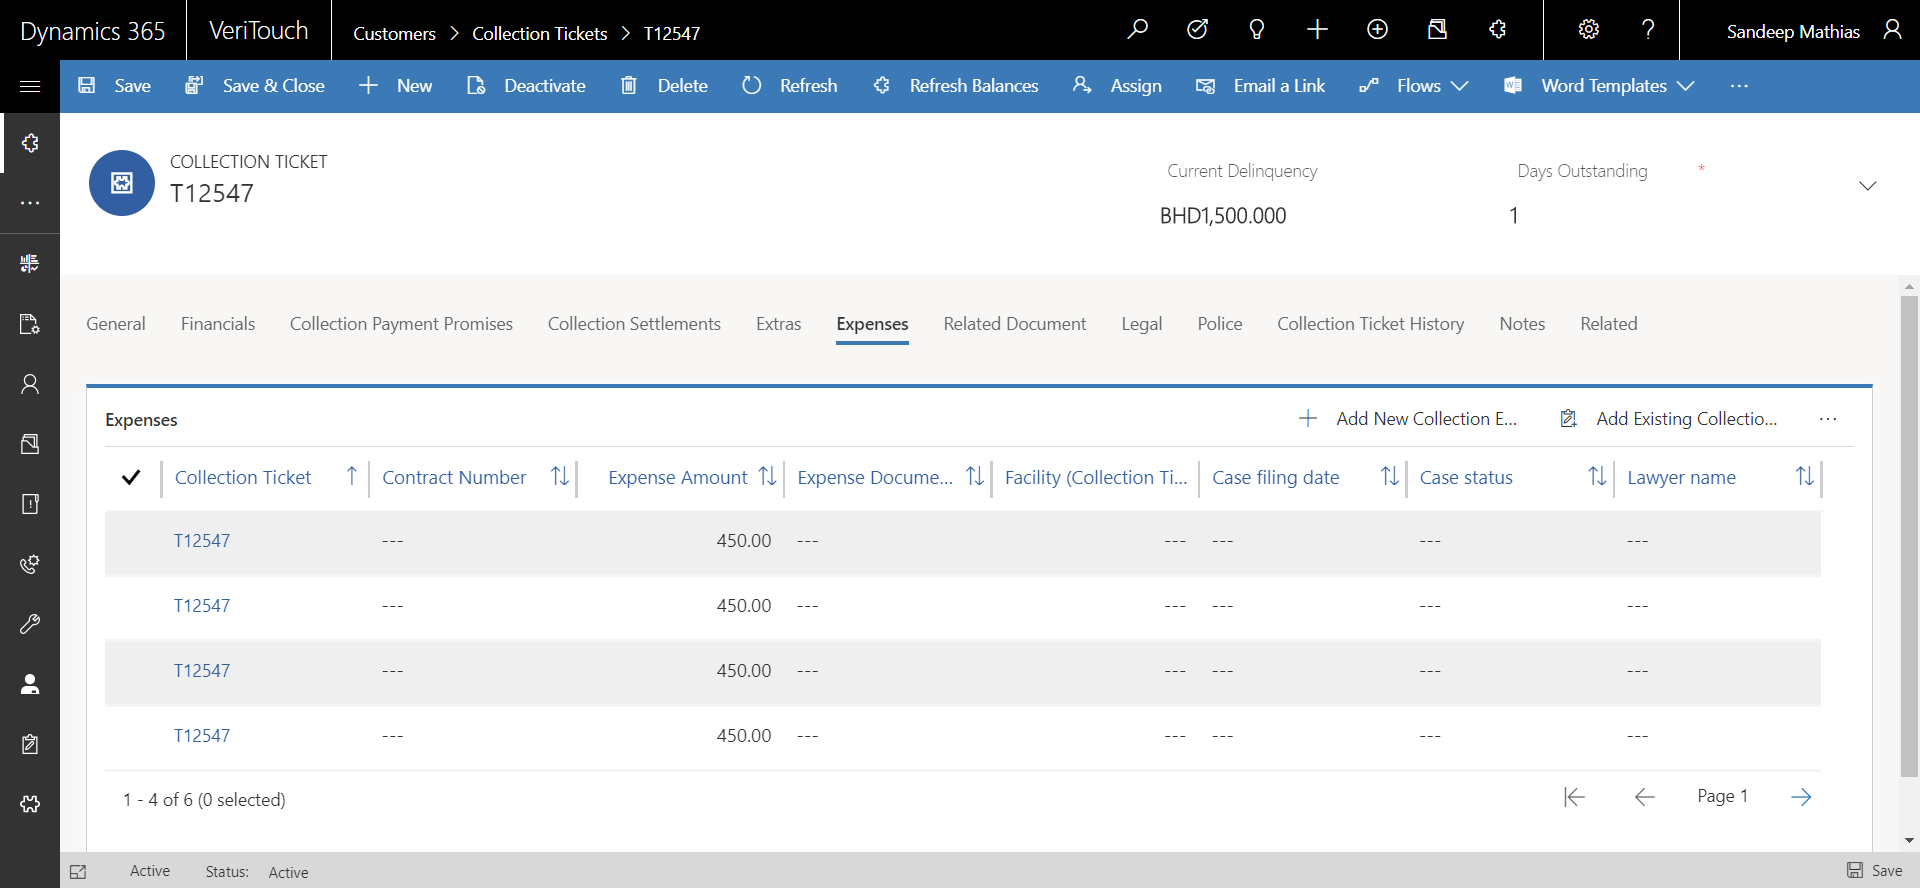 Dynamics 365 VeriTouch Customers > Collection Tickets > T12547 Sandeep Mathias
Save Save & Close New Deactivate Delete Refresh Refresh Balances Assign Email a Link Flows Word Templates ...
COLLECTION TICKET
T12547
Current Delinquency Days Outstanding *
BHD1,500.000 1
General Financials Collection Payment Promises Collection Settlements Extras Expenses Related Document Legal Police Collection Ticket History Notes Related
Expenses Add New Collection E... Add Existing Collectio... ...
Collection Ticket Contract Number Expense Amount Expense Docume... Facility (Collection Ti... Case filing date Case status Lawyer name
T12547 --- 450.00 --- --- --- --- ---
T12547 --- 450.00 --- --- --- --- ---
T12547 --- 450.00 --- --- --- --- ---
T12547 --- 450.00 --- --- --- --- ---
1 - 4 of 6 (0 selected) Page 1
Active Status: Active Save